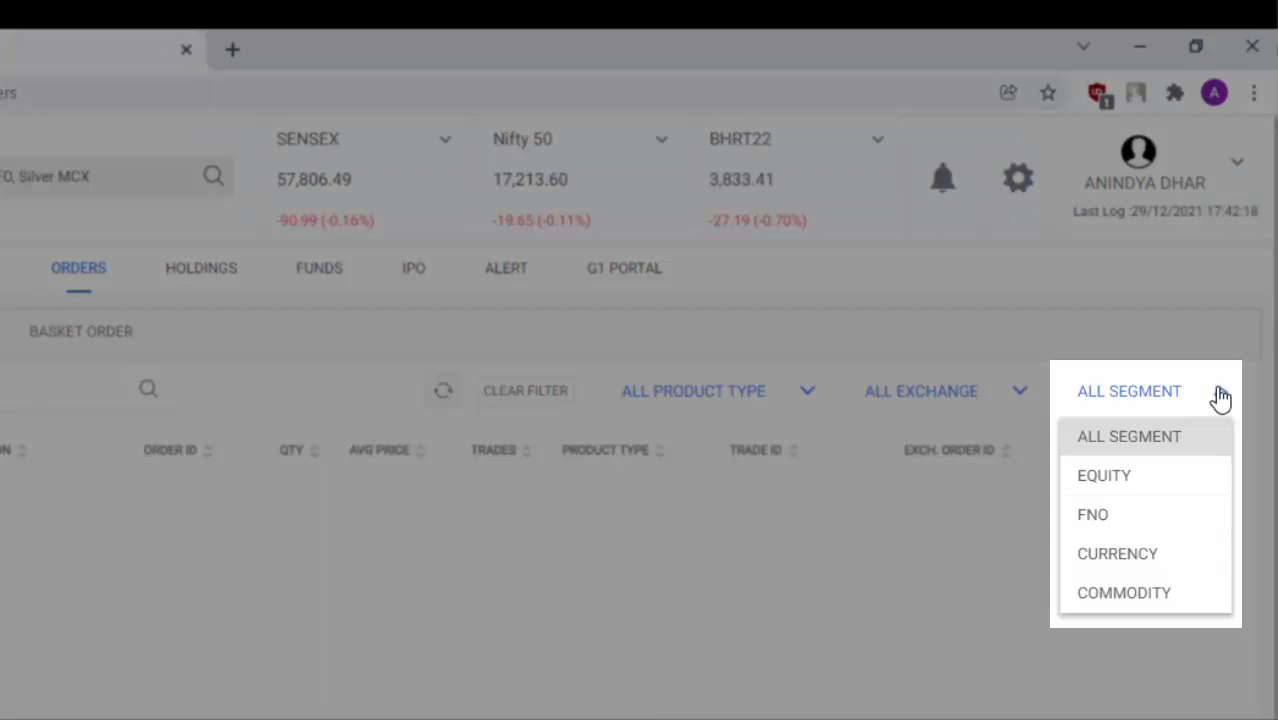 ers
1
A
SENSEX
Nifty 50
BHRT22
FO, Silver MCX
57,806.49
17,213.60
3,833.41
ANINDYA DHAR
-90.99 (-0.16%)
-19.65 (-0.11%)
-27.19 (-0.70%)
Last Log :29/12/2021 17:42:18
ORDERS
HOLDINGS
FUNDS
IPO
ALERT
G1 PORTAL
BASKET ORDER
CLEAR FILTER
ALL PRODUCT TYPE
ALL EXCHANGE
ALL SEGMENT
ON
ORDER ID
QTY
AVG PRICE
TRADES
PRODUCT TYPE
TRADE ID
EXCH. ORDER ID
ALL SEGMENT
EQUITY
FNO
CURRENCY
COMMODITY